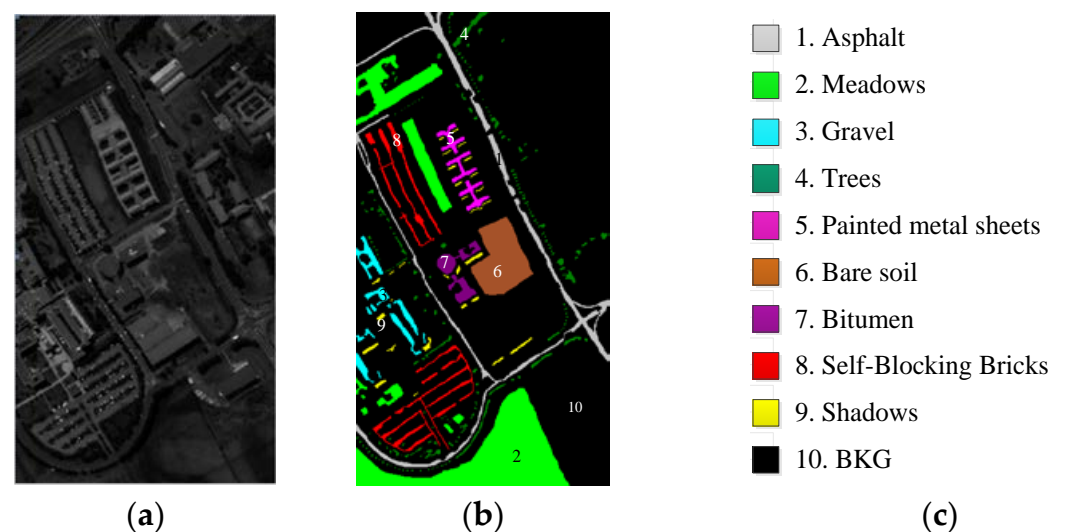 4
1. Asphalt
2. Meadows
8
5
1
3. Gravel
4. Trees
5. Painted metal sheets
7
6
6. Bare soil
3
9
7. Bitumen
8. Self-Blocking Bricks
10
9. Shadows
2
10. BKG
(a)
(b)
(c)